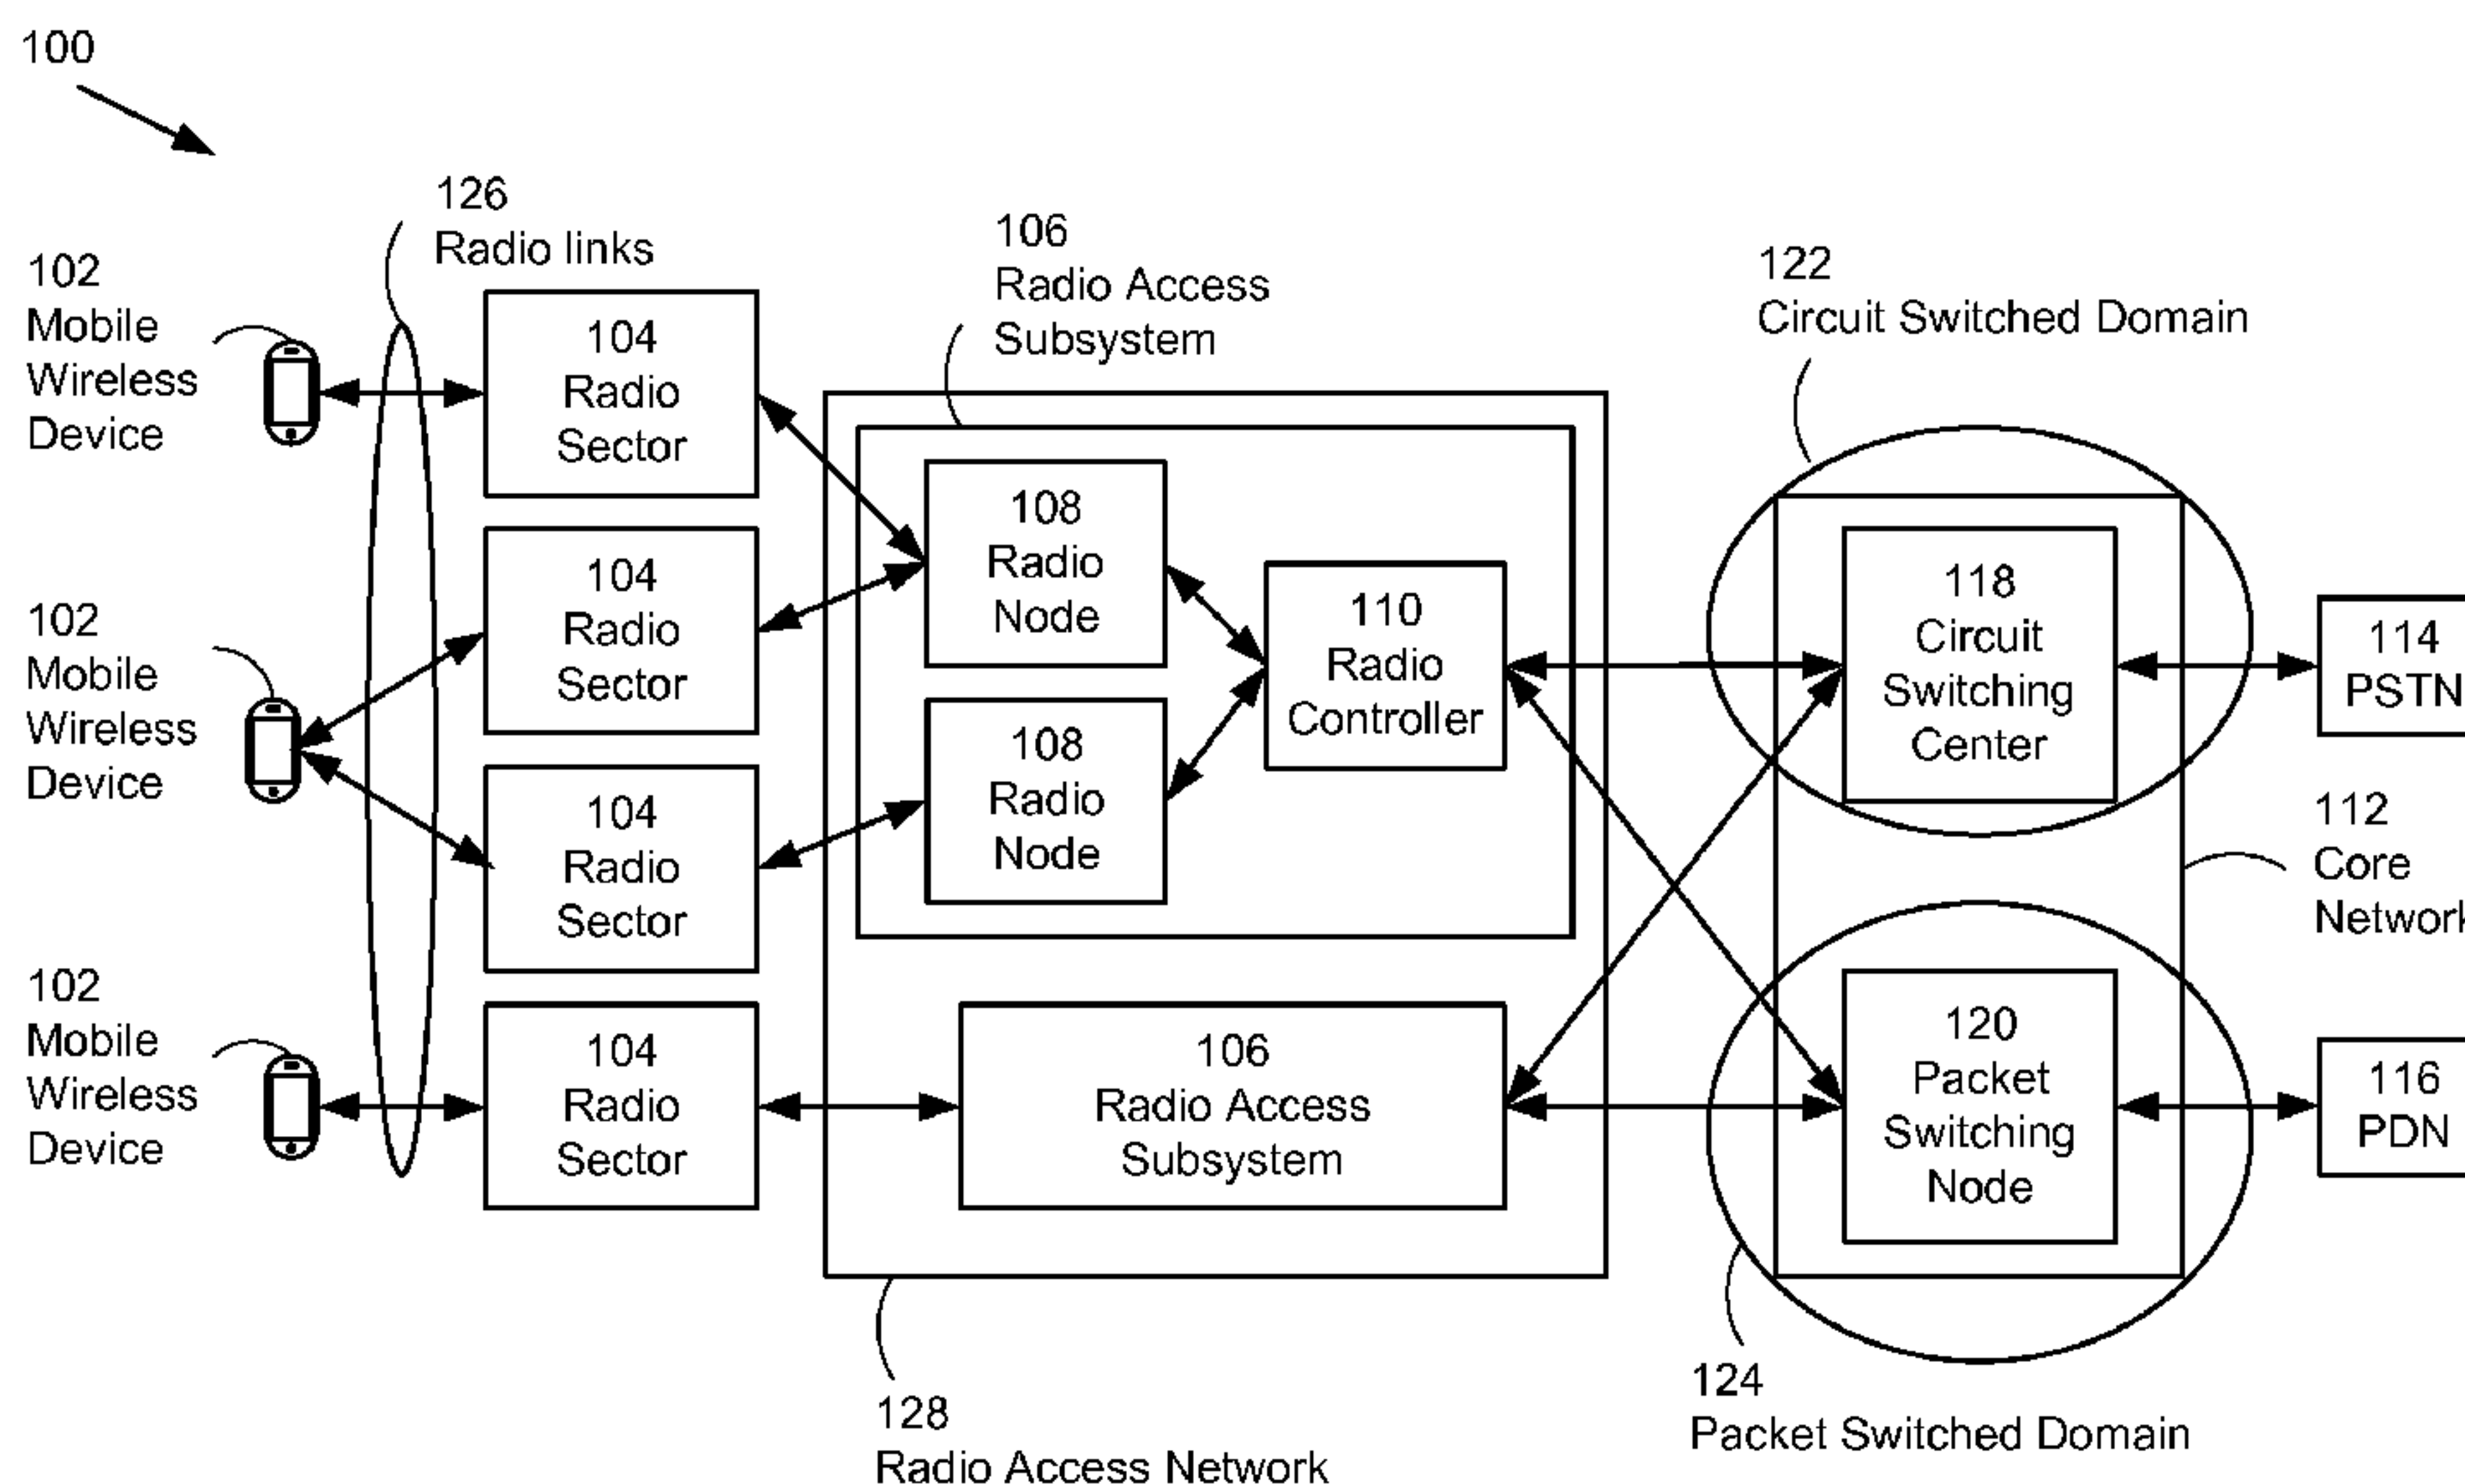 100
126
Radio links
106
Radio Access
Subsystem
122
Circuit Switched Domain
102
Mobile
Wireless
Device
104
Radio
Sector
108
Radio
Node
110
Radio
Controller
118
Circuit
Switching
Center
114
PSTN
102
Mobile
Wireless
Device
104
Radio
Sector
104
Radio
Sector
108
Radio
Node
112
Core
Network
102
Mobile
Wireless
Device
104
Radio
Sector
106
Radio Access
Subsystem
120
Packet
Switching
Node
116
PDN
128
Radio Access Network
124
Packet Switched Domain